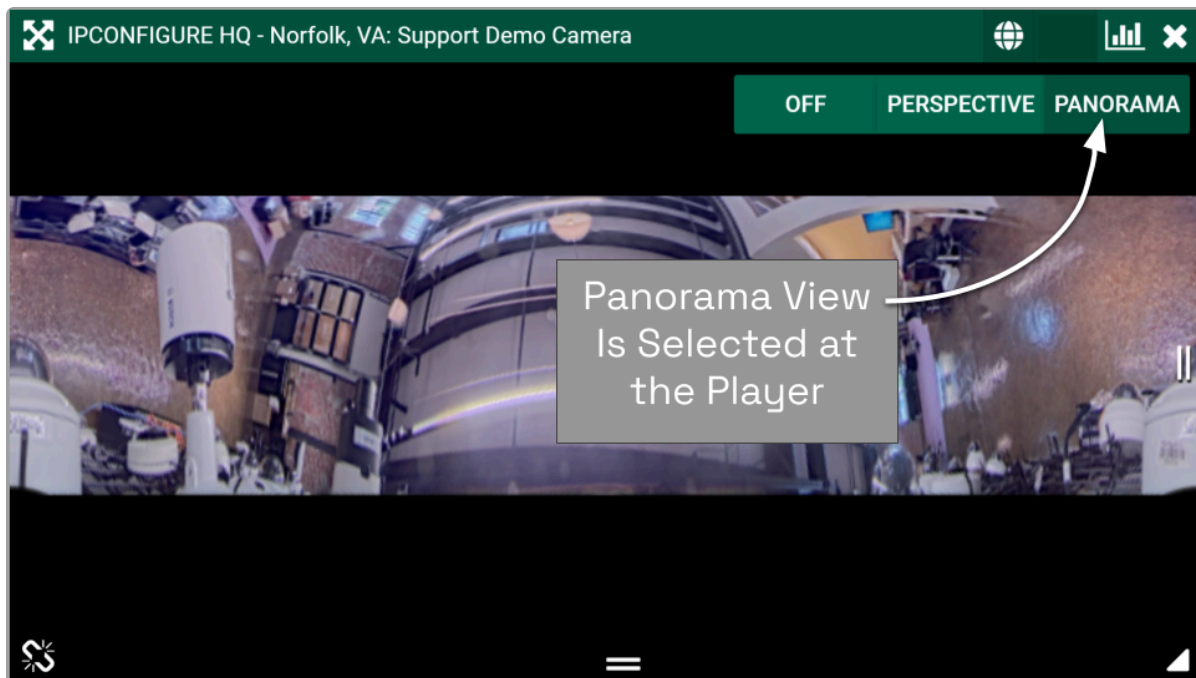 IPCONFIGURE HQ - Norfolk, VA: Support Demo Camera
OFF PERSPECTIVE PANORAMA
Panorama View
Is Selected at
the Player